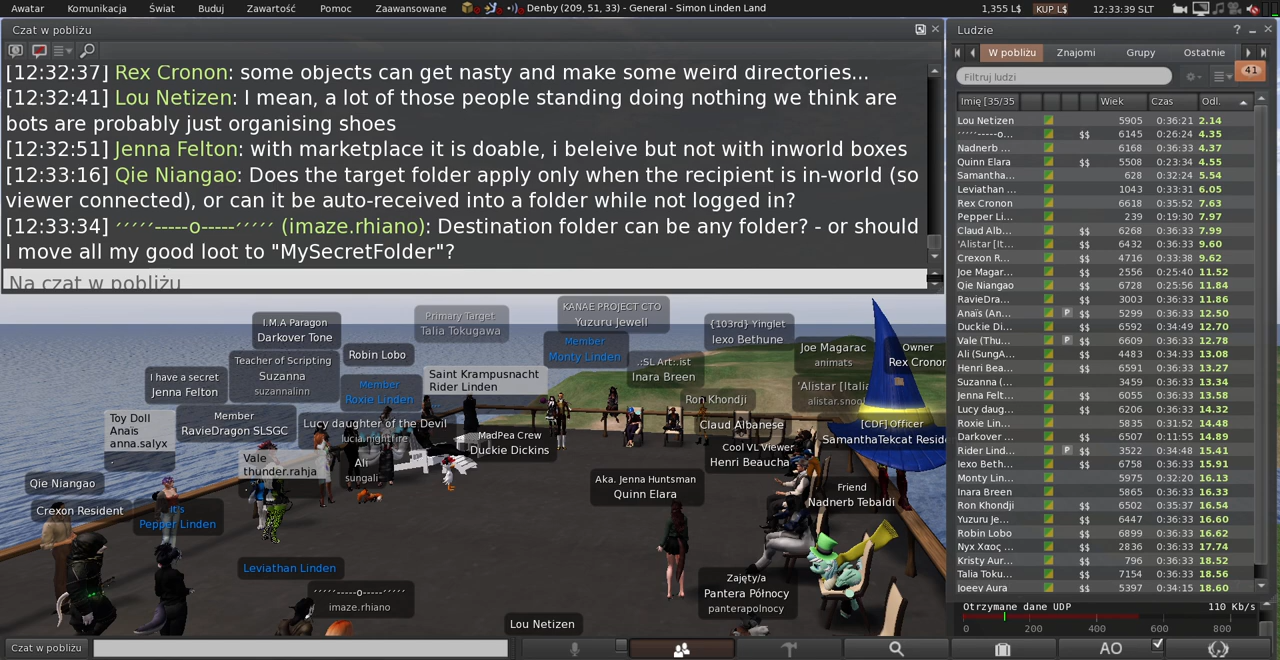 Awatar Komunikacja Świat Buduj Zawartość Pomoc Zaawansowane Denby (209, 51, 33) - General - Simon Linden Land 1,355 L$ KUP L$ 12:33:39 SLT
Czat w pobliżu
[12:32:37] Rex Cronon: some objects can get nasty and make some weird directories...
[12:32:41] Lou Netizen: I mean, a lot of those people standing doing nothing we think are
bots are probably just organising shoes
[12:32:51] Jenna Felton: with marketplace it is doable, i beleive but not with inworld boxes
[12:33:16] Qie Niangao: Does the target folder apply only when the recipient is in-world (so
viewer connected), or can it be auto-received into a folder while not logged in?
[12:33:34] ˊˊˊˊˊ-----o-----ˊˊˊˊˊ (imaze.rhiano): Destination folder can be any folder? - or should
I move all my good loot to "MySecretFolder"?
Na czat w pobliżu
I.M.A Paragon
Darkover Tone
Primary Target
Talia Tokugawa
KANAE PROJECT CTO
Yuzuru Jewell
{103rd} Yinglet
Iexo Bethune
Teacher of Scripting
Suzanna
suzannalinn
Robin Lobo
Member
Monty Linden
Joe Magarac
animats
Owner
Rex Cronon
I have a secret
Jenna Felton
Member
Roxie Linden
Saint Krampusnacht
Rider Linden
.:SL Art:.ist
Inara Breen
'Alistar [Italia
alistar.snool
Ron Khondji
Toy Doll
Anaïs
anna.salyx
Member
RavieDragon SLSGC
Lucy daughter of the Devil
lucia.nightfire
MadPea Crew
Duckie Dickins
Claud Albanese
[CDF] Officer
SamanthaTekcat Reside
Vale
thunder.rahja
Ali
sungali
Cool VL Viewer
Henri Beaucha
Qie Niangao
Crexon Resident
It's
Pepper Linden
Aka. Jenna Huntsman
Quinn Elara
Friend
Nadnerb Tebaldi
Leviathan Linden
ˊˊˊˊˊ-----o-----ˊˊˊˊˊ
imaze.rhiano
Zajęty/a
Pantera Północy
panterapolnocy
Lou Netizen
Czat w pobliżu
AO
Ludzie
W pobliżu Znajomi Grupy Ostatnie
Filtruj ludzi
41
Imię [35/35 Wiek Czas Odl.
Lou Netizen 5905 0:36:21 2.14
ˊˊˊˊˊ-----o... $$ 6145 0:26:24 4.35
Nadnerb ... 6168 0:36:33 4.37
Quinn Elara $$ 5508 0:23:34 4.55
Samantha... 628 0:32:24 5.54
Leviathan ... 1043 0:33:31 6.05
Rex Cronon 6618 0:35:52 7.63
Pepper Li... 239 0:19:30 7.97
Claud Alb... $$ 6268 0:36:33 7.99
'Alistar [It... $$ 6432 0:36:33 9.60
Crexon R... $$ 4716 0:33:38 9.62
Joe Magar... 2556 0:25:40 11.52
Qie Niangao $$ 6728 0:25:56 11.84
RavieDra... 3003 0:36:33 11.86
Anaïs (An... P $$ 5299 0:36:33 12.50
Duckie Di... $$ 6592 0:34:49 12.70
Vale (Thu... P $$ 6609 0:36:33 12.78
Ali (SungA... $$ 4483 0:34:33 13.08
Henri Bea... $$ 6591 0:36:33 13.27
Suzanna (... 3459 0:36:33 13.34
Jenna Felt... $$ 6055 0:36:33 13.58
Lucy daug... $$ 6206 0:36:33 14.32
Roxie Lin... 5835 0:31:52 14.48
Darkover ... $$ 6507 0:11:55 14.89
Rider Lind... P $$ 3522 0:34:48 15.41
Iexo Beth... $$ 6758 0:36:33 15.91
Monty Lin... 5975 0:32:20 16.13
Inara Breen 5865 0:36:33 16.33
Ron Khondji $$ 6502 0:35:37 16.54
Yuzuru Je... $$ 6447 0:36:33 16.60
Robin Lobo $$ 6899 0:36:33 16.62
Nyx Χαος ... $$ 2836 0:36:33 17.74
Kristy Aur... $$ 796 0:36:33 18.52
Talia Toku... $$ 7154 0:36:33 18.56
Joeey Aura $$ 5397 0:34:15 18.60
Otrzymane dane UDP 110 Kb/s
0 200 400 600 800